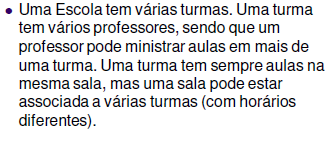 • Uma Escola tem várias turmas. Uma turma
tem vários professores, sendo que um
professor pode ministrar aulas em mais de
uma turma. Uma turma tem sempre aulas na
mesma sala, mas uma sala pode estar
associada a várias turmas (com horários
diferentes).